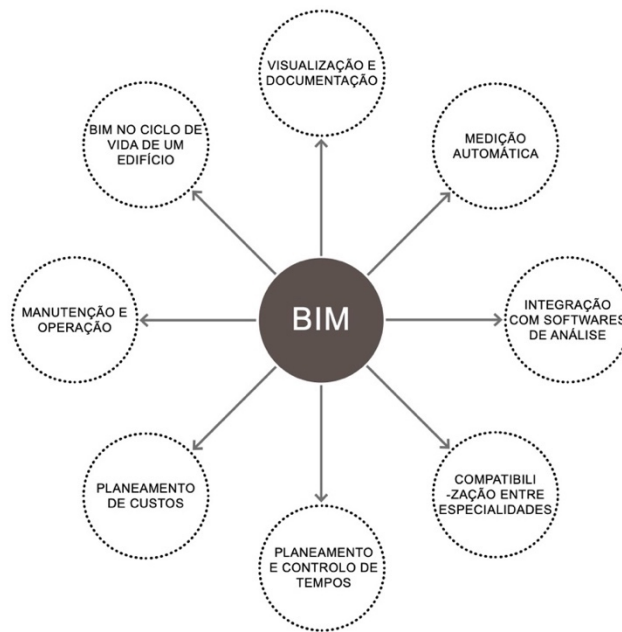 VISUALIZAÇÃO E
DOCUMENTAÇÃO
BIM NO CICLO DE
VIDA DE UM
EDIFÍCIO
MEDIÇÃO
AUTOMÁTICA
MANUTENÇÃO E
OPERAÇÃO
BIM
INTEGRAÇÃO
COM SOFTWARES
DE ANÁLISE
PLANEAMENTO
DE CUSTOS
COMPATIBILI
-ZAÇÃO ENTRE
ESPECIALIDADES
PLANEAMENTO
E CONTROLO DE
TEMPOS